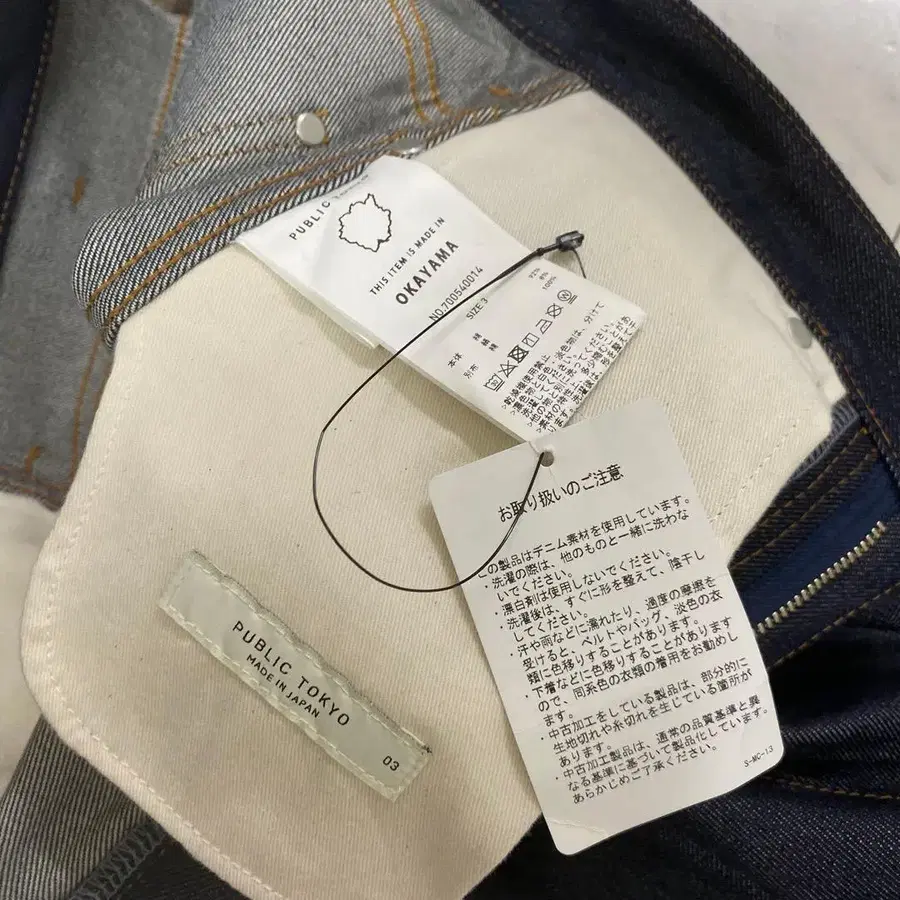 PUBLIC TOKYO
THIS ITEM IS MADE IN
OKAYAMA
NO.700540014
SIZE 3
本体
別布
92%
8%
100%
お取り扱いのご注意
この製品はデニム素材を使用しています。
・洗濯の際は、他のものと一緒に洗わな
いでください。
・漂白剤は使用しないでください。
・洗濯後は、すぐに形を整えて、陰干し
してください。
・汗や雨などに濡れたり、過度の摩擦を
受けると、ベルトやバッグ、淡色の衣
類に色移りすることがあります。
・下着などに色移りすることがあります
ので、同系色の衣類の着用をお勧めし
ます。
・中古加工をしている製品は、部分的に
生地切れや糸切れを生じている箇所が
あります。
・中古加工製品は、通常の品質基準と異
なる基準に基づいて製品化しています。
あらかじめご了承ください。
S-MC-13
PUBLIC TOKYO
MADE IN JAPAN
03